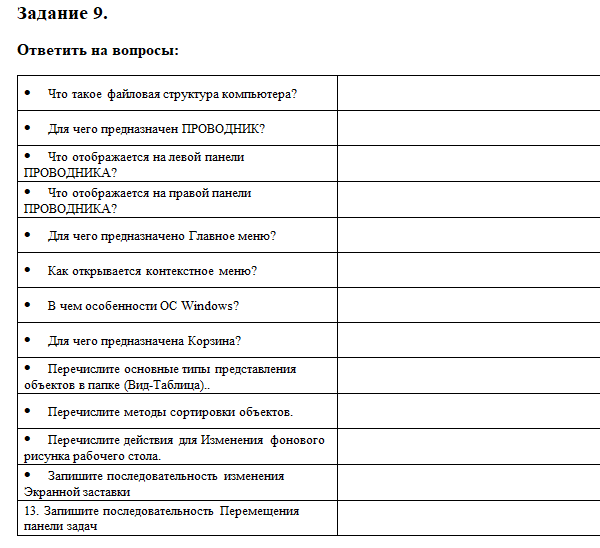 Задание 9.
Ответить на вопросы:
• Что такое файловая структура компьютера?
• Для чего предназначен ПРОВОДНИК?
• Что отображается на левой панели
ПРОВОДНИКА?
• Что отображается на правой панели
ПРОВОДНИКА?
• Для чего предназначено Главное меню?
• Как открывается контекстное меню?
• В чем особенности ОС Windows?
• Для чего предназначена Корзина?
• Перечислите основные типы представления
объектов в папке (Вид-Таблица)..
• Перечислите методы сортировки объектов.
• Перечислите действия для Изменения фонового
рисунка рабочего стола.
• Запишите последовательность изменения
Экранной заставки
13. Запишите последовательность Перемещения
панели задач